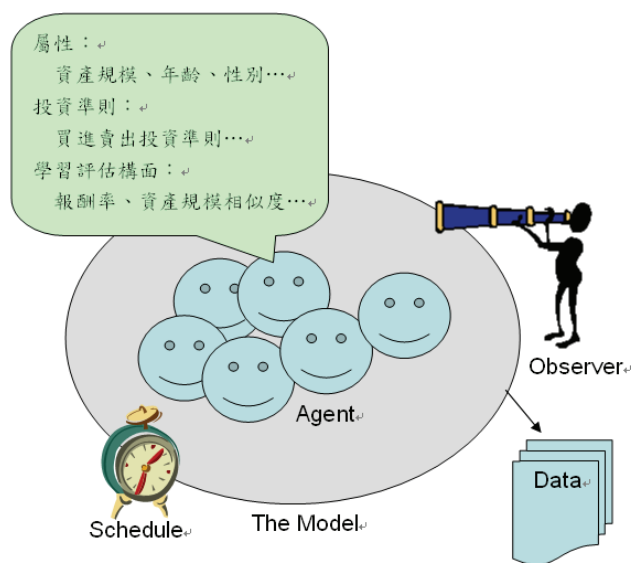 屬性：
資產規模、年齡、性別…
投資準則：
買進賣出投資準則…
學習評估構面：
報酬率、資產規模相似度…
Observer
Agent
Data
Schedule
The Model